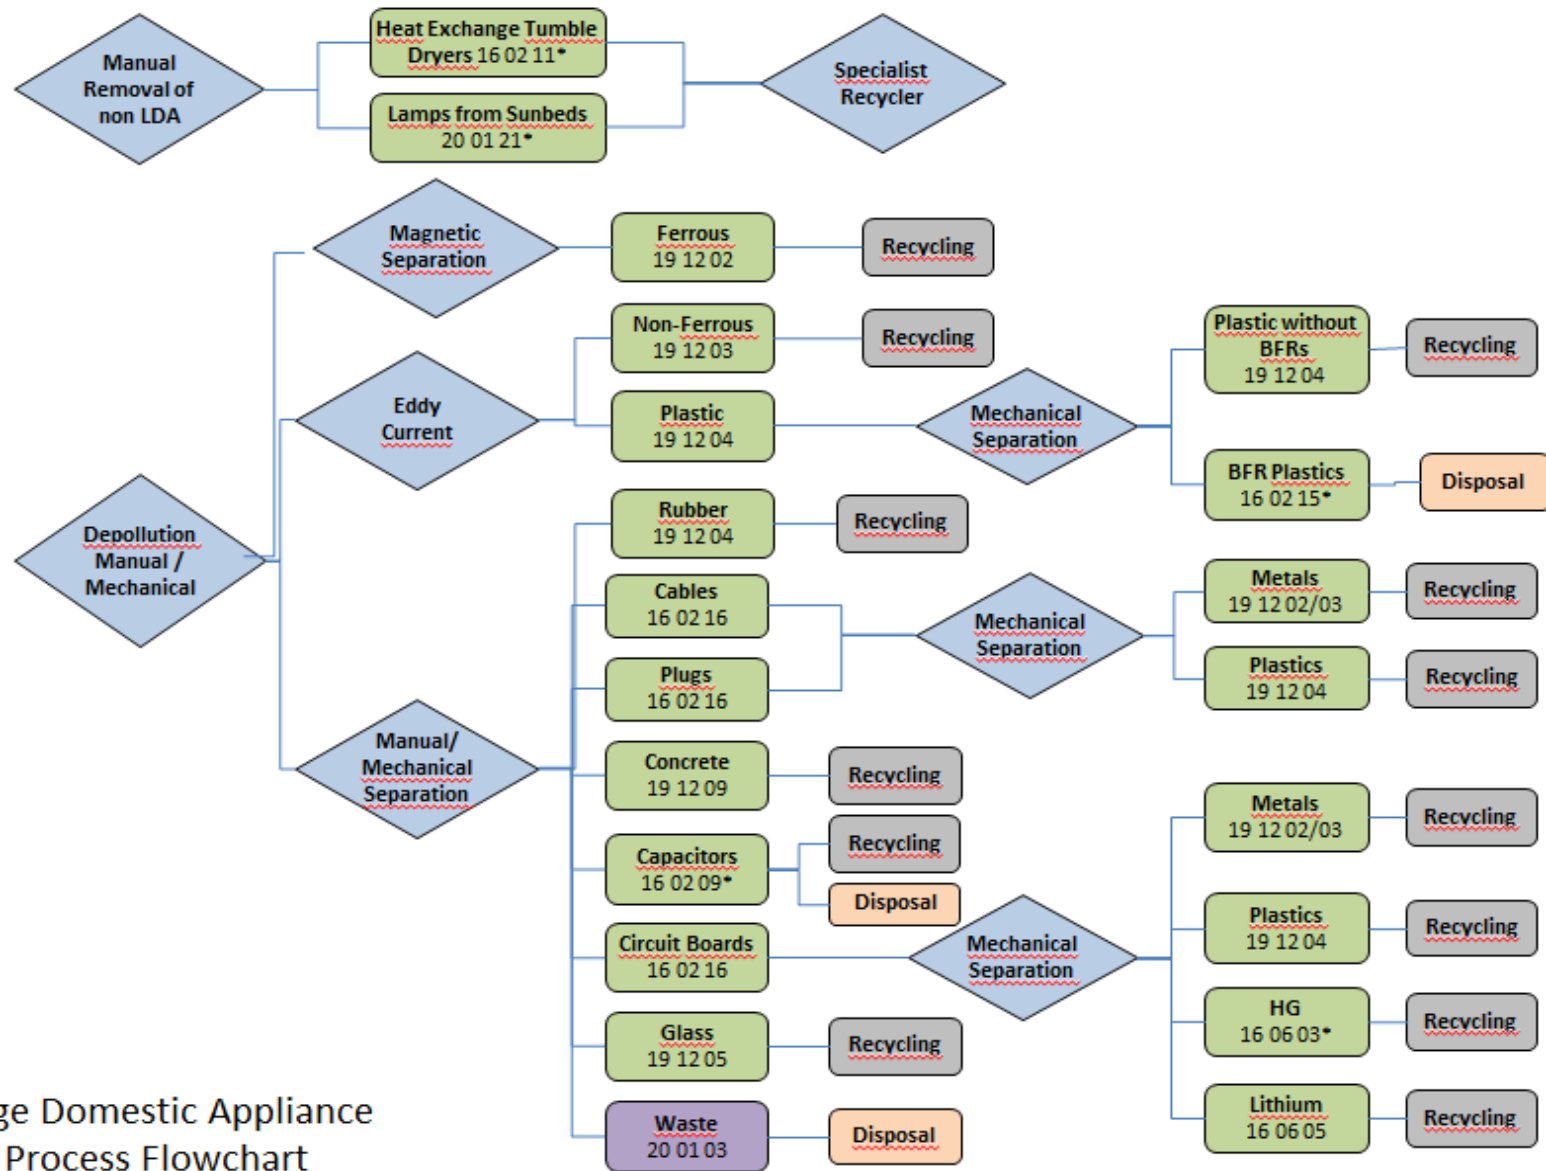 Manual
Removal of
non LDA
Heat Exchange Tumble
Dryers 16 02 11*
Lamps from Sunbeds
20 01 21*
Specialist
Recycler
Magnetic
Separation
Ferrous
19 12 02
Recycling
Eddy
Current
Non-Ferrous
19 12 03
Recycling
Plastic
19 12 04
Mechanical
Separation
Plastic without
BFRs
19 12 04
Recycling
BFR Plastics
16 02 15*
Disposal
Depollution
Manual /
Mechanical
Rubber
19 12 04
Recycling
Cables
16 02 16
Plugs
16 02 16
Mechanical
Separation
Metals
19 12 02/03
Recycling
Plastics
19 12 04
Recycling
Manual/
Mechanical
Separation
Concrete
19 12 09
Recycling
Capacitors
16 02 09*
Recycling
Disposal
Circuit Boards
16 02 16
Mechanical
Separation
Metals
19 12 02/03
Recycling
Plastics
19 12 04
Recycling
HG
16 06 03*
Recycling
Lithium
16 06 05
Recycling
Glass
19 12 05
Recycling
Waste
20 01 03
Disposal
ge Domestic Appliance
Process Flowchart